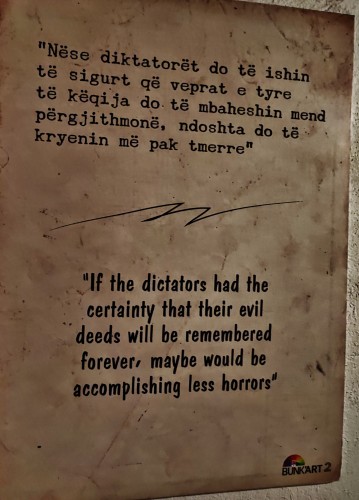 "Nëse diktatorët do të ishin
të sigurt që veprat e tyre
të këqija do të mbaheshin mend
përgjithmonë, ndoshta do të
kryenin më pak tmerre"
"If the dictators had the
certainty that their evil
deeds will be remembered
forever, maybe would be
accomplishing less horrors"
BUNK'ART 2